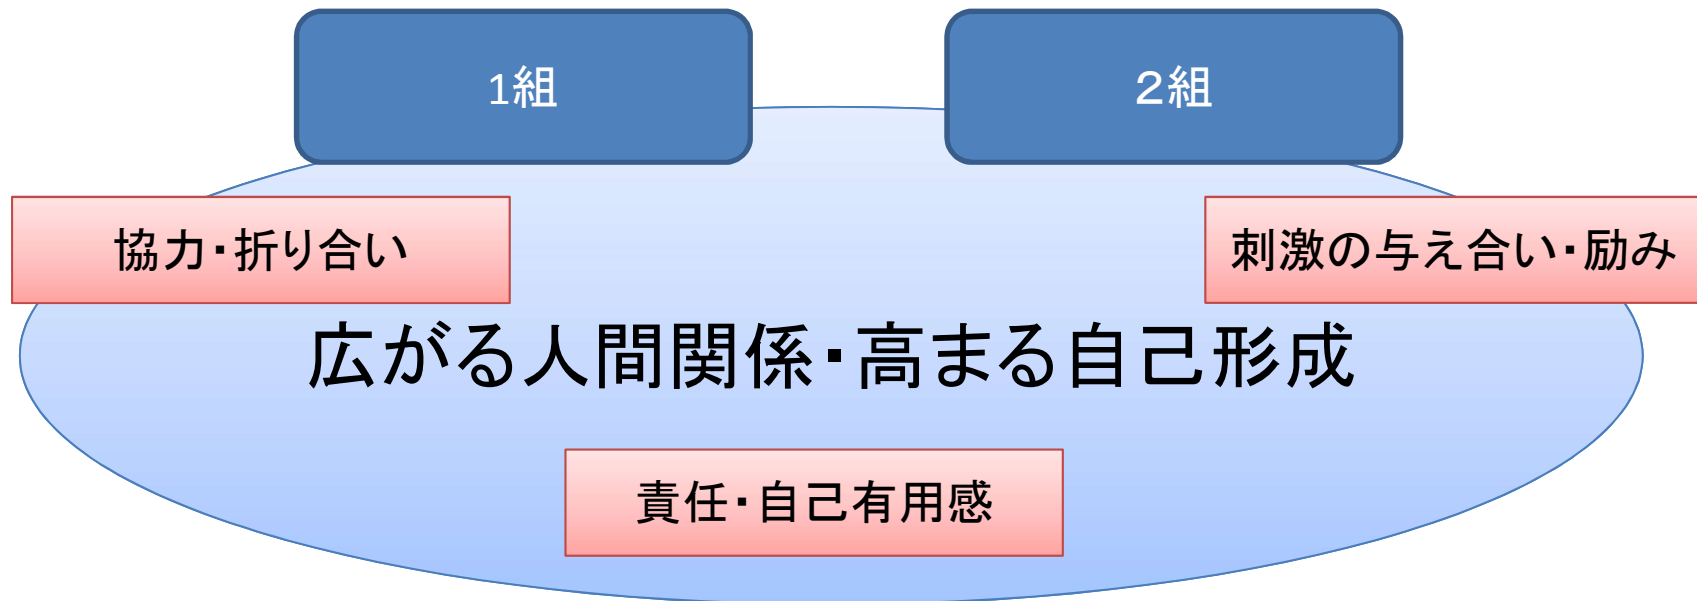 1組
２組
協力・折り合い
刺激の与え合い・励み
広がる人間関係・高まる自己形成
責任・自己有用感